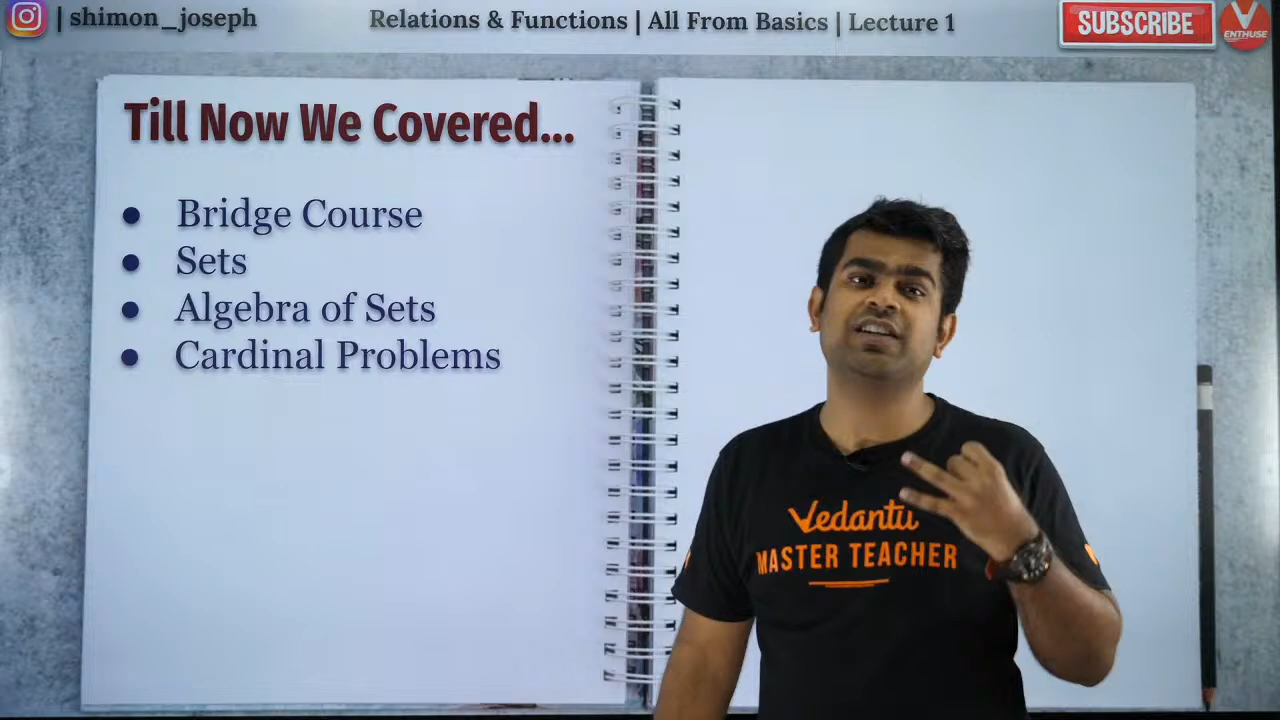 | shimon_joseph
Relations & Functions | All From Basics | Lecture 1
SUBSCRIBE
V
ENTHUSE
Till Now We Covered...
● Bridge Course
● Sets
● Algebra of Sets
● Cardinal Problems
Vedantu
MASTER TEACHER